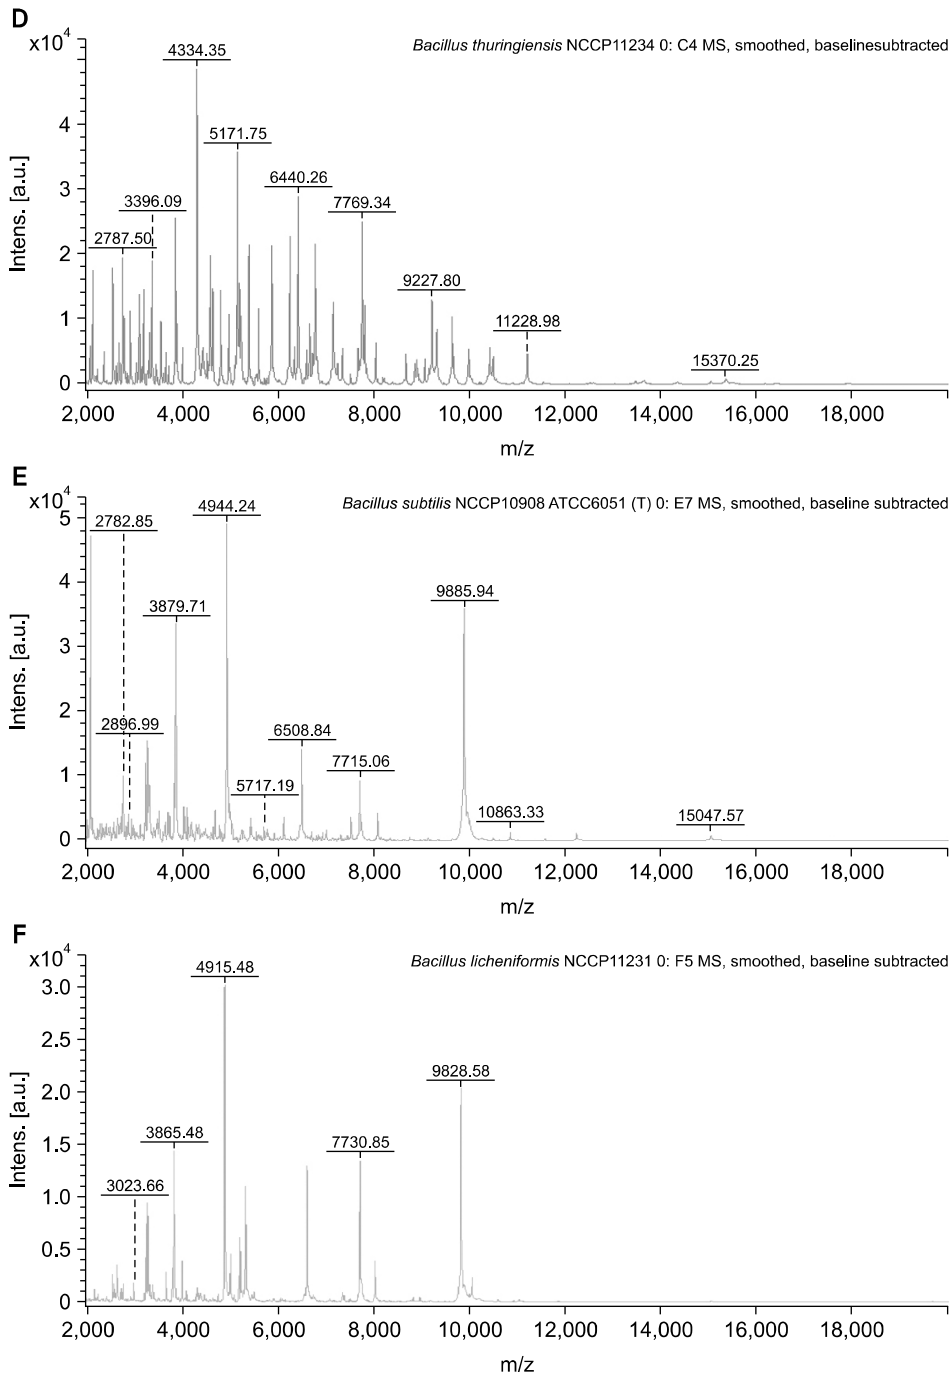 D
x10⁴
Bacillus thuringiensis NCCP11234 0: C4 MS, smoothed, baselinesubtracted
4334.35
5171.75
6440.26
3396.09
7769.34
2787.50
9227.80
11228.98
15370.25
Intens. [a.u.]
4
3
2
1
0
2,000 4,000 6,000 8,000 10,000 12,000 14,000 16,000 18,000
m/z
E
x10⁴
Bacillus subtilis NCCP10908 ATCC6051 (T) 0: E7 MS, smoothed, baseline subtracted
4944.24
2782.85
9885.94
3879.71
2896.99
6508.84
7715.06
5717.19
10863.33
15047.57
Intens. [a.u.]
5
4
3
2
1
0
2,000 4,000 6,000 8,000 10,000 12,000 14,000 16,000 18,000
m/z
F
x10⁴
Bacillus licheniformis NCCP11231 0: F5 MS, smoothed, baseline subtracted
4915.48
9828.58
3865.48
7730.85
3023.66
Intens. [a.u.]
3.0
2.5
2.0
1.5
1.0
0.5
0
2,000 4,000 6,000 8,000 10,000 12,000 14,000 16,000 18,000
m/z